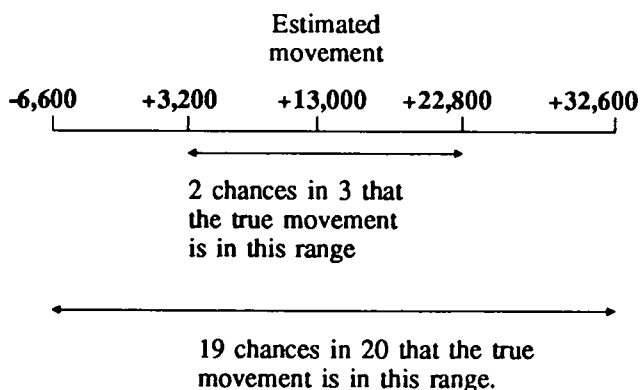 Estimated
movement
-6,600 +3,200 +13,000 +22,800 +32,600
2 chances in 3 that
the true movement
is in this range
19 chances in 20 that the true
movement is in this range.